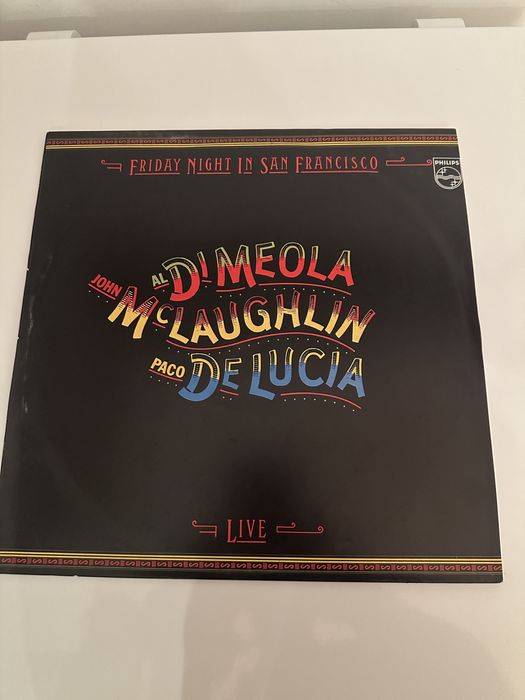 FRIDAY NIGHT IN SAN FRANCISCO
PHILIPS
AL DI MEOLA
JOHN MCLAUGHLIN
PACO DE LUCIA
LIVE